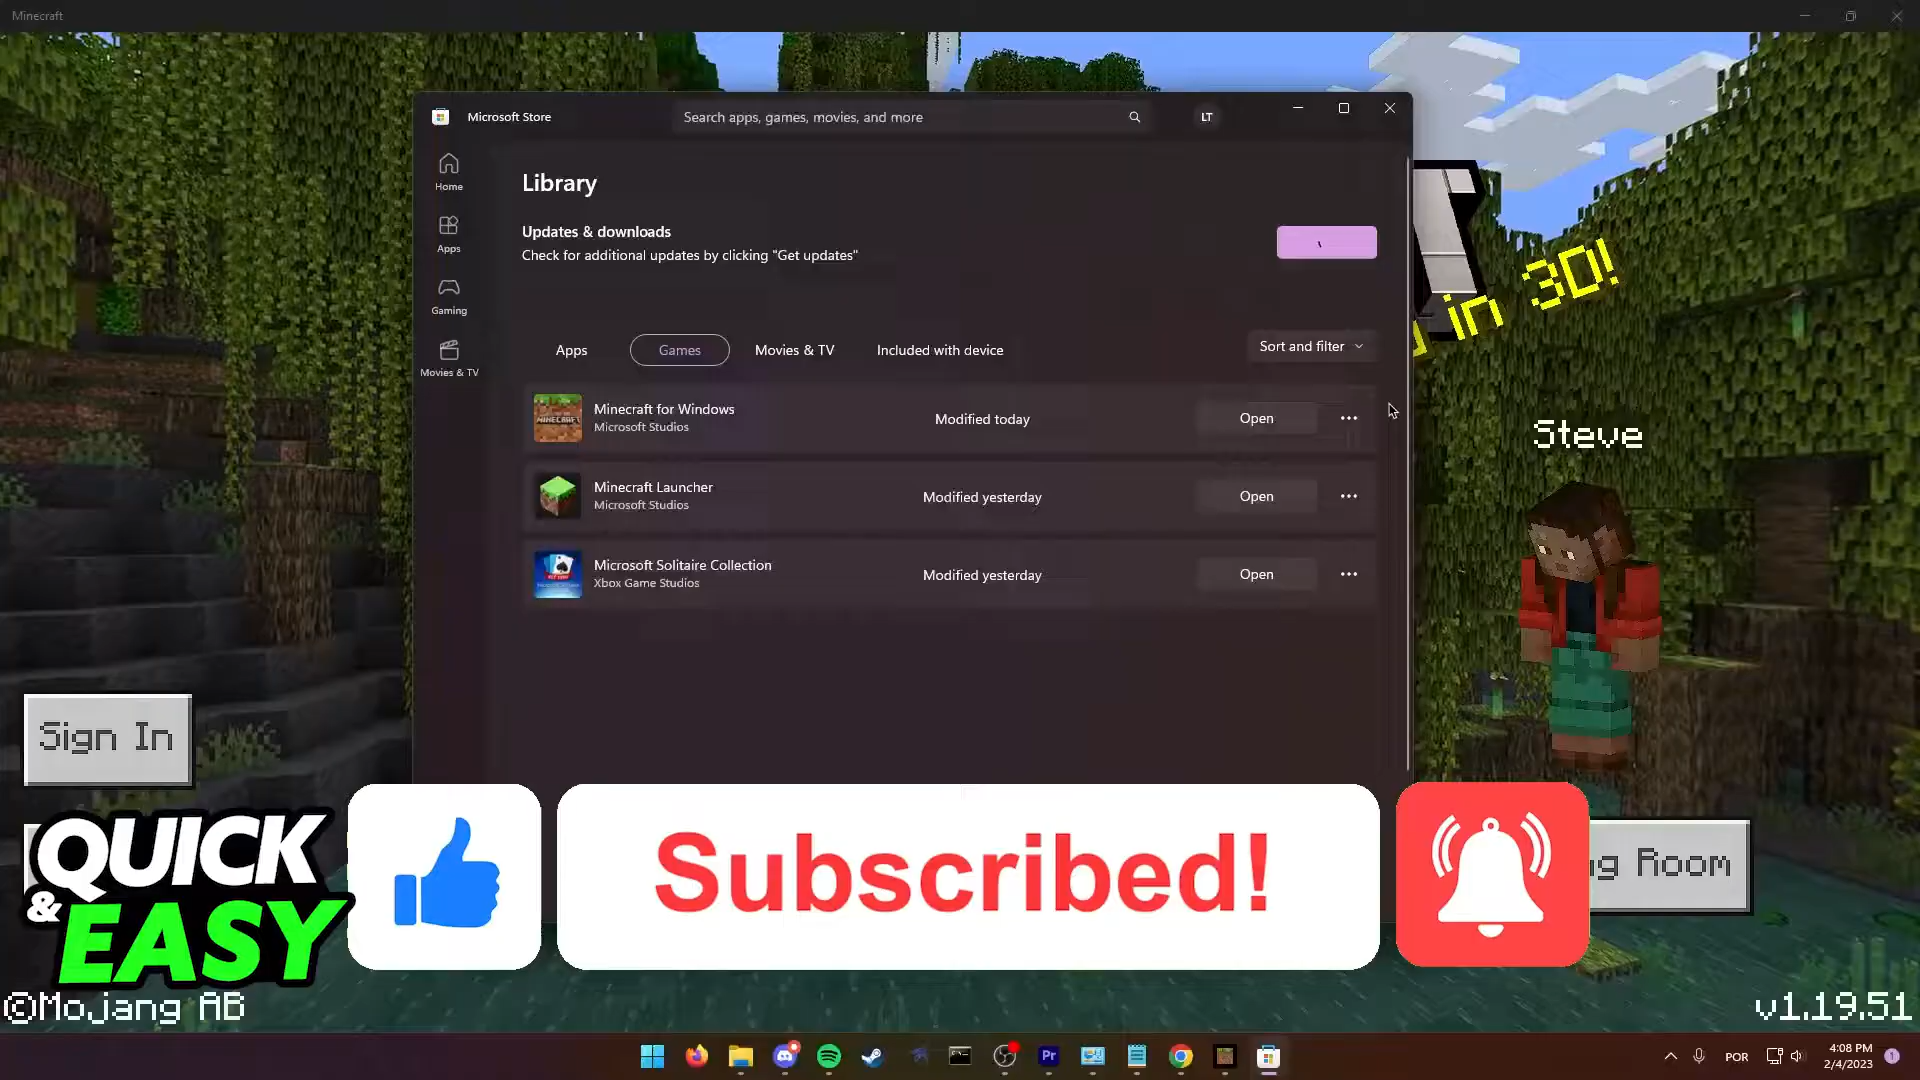 Minecraft
Microsoft Store
Search apps, games, movies, and more
LT
Home
Apps
Gaming
Movies & TV
Library
Updates & downloads
Check for additional updates by clicking "Get updates"
Apps
Games
Movies & TV
Included with device
Sort and filter
Minecraft for Windows
Microsoft Studios
Modified today
Open
Minecraft Launcher
Microsoft Studios
Modified yesterday
Open
Microsoft Solitaire Collection
Xbox Game Studios
Modified yesterday
Open
in 3D!
Steve
Sign In
QUICK
& EASY
Subscribed!
Room
©Mojang AB
v1.19.51
Pr
POR
4:08 PM
2/4/2023
1